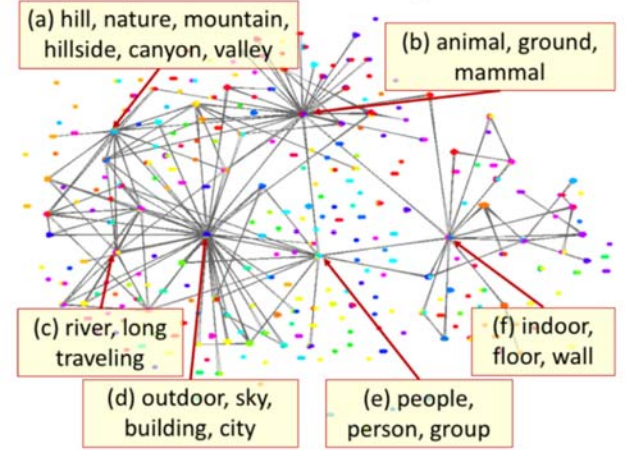 (a) hill, nature, mountain,
hillside, canyon, valley
(b) animal, ground,
mammal
(c) river, long
traveling
(d) outdoor, sky,
building, city
(e) people,
person, group
(f) indoor,
floor, wall